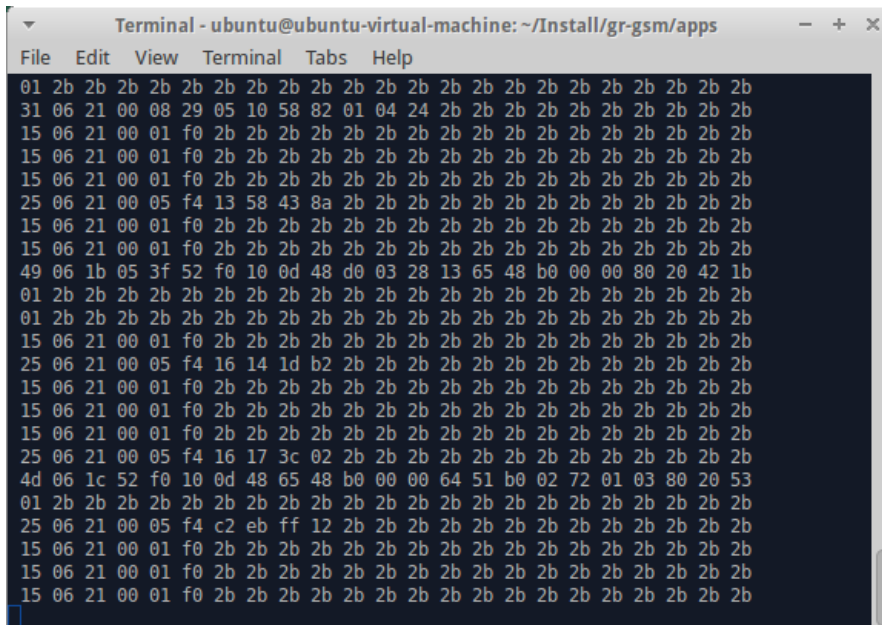 Terminal - ubuntu@ubuntu-virtual-machine: ~/Install/gr-gsm/apps
File Edit View Terminal Tabs Help
01 2b 2b 2b 2b 2b 2b 2b 2b 2b 2b 2b 2b 2b 2b 2b 2b 2b 2b 2b 2b 2b 2b
31 06 21 00 08 29 05 10 58 82 01 04 24 2b 2b 2b 2b 2b 2b 2b 2b 2b 2b
15 06 21 00 01 f0 2b 2b 2b 2b 2b 2b 2b 2b 2b 2b 2b 2b 2b 2b 2b 2b 2b
15 06 21 00 01 f0 2b 2b 2b 2b 2b 2b 2b 2b 2b 2b 2b 2b 2b 2b 2b 2b 2b
15 06 21 00 01 f0 2b 2b 2b 2b 2b 2b 2b 2b 2b 2b 2b 2b 2b 2b 2b 2b 2b
25 06 21 00 05 f4 13 58 43 8a 2b 2b 2b 2b 2b 2b 2b 2b 2b 2b 2b 2b 2b
15 06 21 00 01 f0 2b 2b 2b 2b 2b 2b 2b 2b 2b 2b 2b 2b 2b 2b 2b 2b 2b
15 06 21 00 01 f0 2b 2b 2b 2b 2b 2b 2b 2b 2b 2b 2b 2b 2b 2b 2b 2b 2b
49 06 1b 05 3f 52 f0 10 0d 48 d0 03 28 13 65 48 b0 00 00 80 20 42 1b
01 2b 2b 2b 2b 2b 2b 2b 2b 2b 2b 2b 2b 2b 2b 2b 2b 2b 2b 2b 2b 2b 2b
01 2b 2b 2b 2b 2b 2b 2b 2b 2b 2b 2b 2b 2b 2b 2b 2b 2b 2b 2b 2b 2b 2b
15 06 21 00 01 f0 2b 2b 2b 2b 2b 2b 2b 2b 2b 2b 2b 2b 2b 2b 2b 2b 2b
25 06 21 00 05 f4 16 14 1d b2 2b 2b 2b 2b 2b 2b 2b 2b 2b 2b 2b 2b 2b
15 06 21 00 01 f0 2b 2b 2b 2b 2b 2b 2b 2b 2b 2b 2b 2b 2b 2b 2b 2b 2b
15 06 21 00 01 f0 2b 2b 2b 2b 2b 2b 2b 2b 2b 2b 2b 2b 2b 2b 2b 2b 2b
15 06 21 00 01 f0 2b 2b 2b 2b 2b 2b 2b 2b 2b 2b 2b 2b 2b 2b 2b 2b 2b
25 06 21 00 05 f4 16 17 3c 02 2b 2b 2b 2b 2b 2b 2b 2b 2b 2b 2b 2b 2b
4d 06 1c 52 f0 10 0d 48 65 48 b0 00 00 64 51 b0 02 72 01 03 80 20 53
01 2b 2b 2b 2b 2b 2b 2b 2b 2b 2b 2b 2b 2b 2b 2b 2b 2b 2b 2b 2b 2b 2b
25 06 21 00 05 f4 c2 eb ff 12 2b 2b 2b 2b 2b 2b 2b 2b 2b 2b 2b 2b 2b
15 06 21 00 01 f0 2b 2b 2b 2b 2b 2b 2b 2b 2b 2b 2b 2b 2b 2b 2b 2b 2b
15 06 21 00 01 f0 2b 2b 2b 2b 2b 2b 2b 2b 2b 2b 2b 2b 2b 2b 2b 2b 2b
15 06 21 00 01 f0 2b 2b 2b 2b 2b 2b 2b 2b 2b 2b 2b 2b 2b 2b 2b 2b 2b